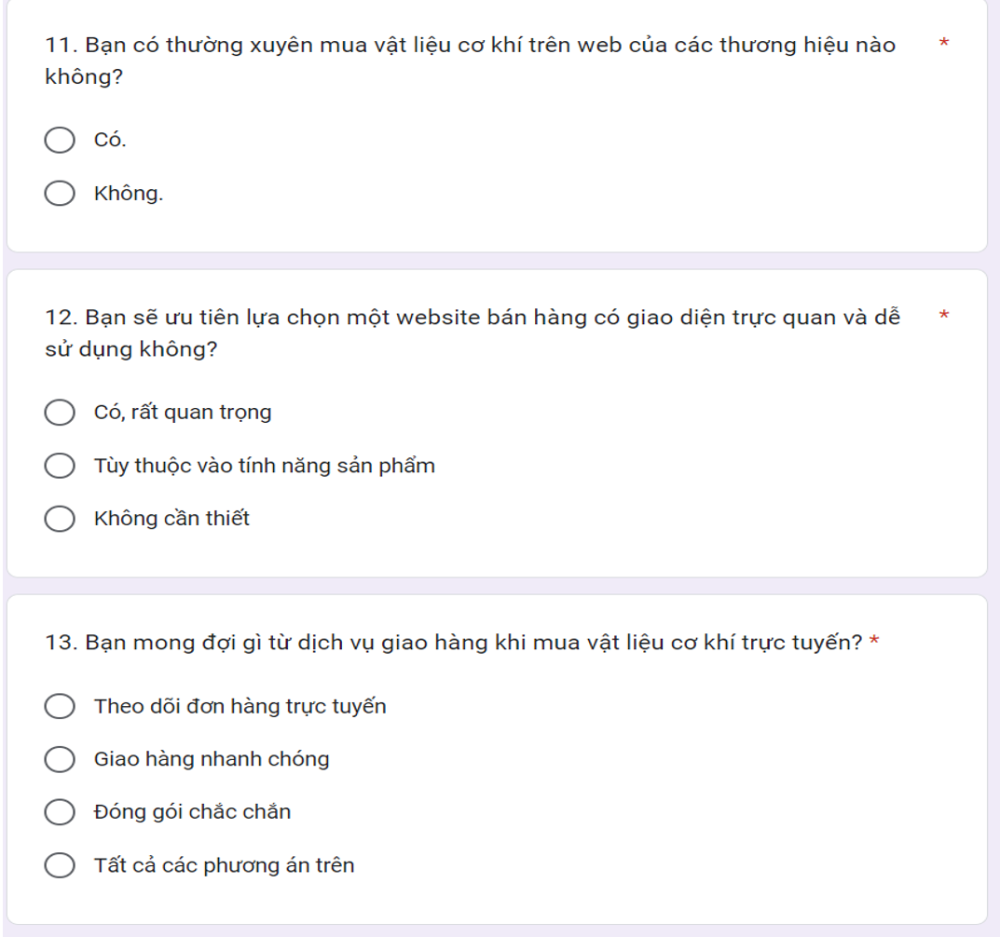 11. Bạn có thường xuyên mua vật liệu cơ khí trên web của các thương hiệu nào *
không?
Có.
Không.
12. Bạn sẽ ưu tiên lựa chọn một website bán hàng có giao diện trực quan và dễ *
sử dụng không?
Có, rất quan trọng
Tùy thuộc vào tính năng sản phẩm
Không cần thiết
13. Bạn mong đợi gì từ dịch vụ giao hàng khi mua vật liệu cơ khí trực tuyến? *
Theo dõi đơn hàng trực tuyến
Giao hàng nhanh chóng
Đóng gói chắc chắn
Tất cả các phương án trên